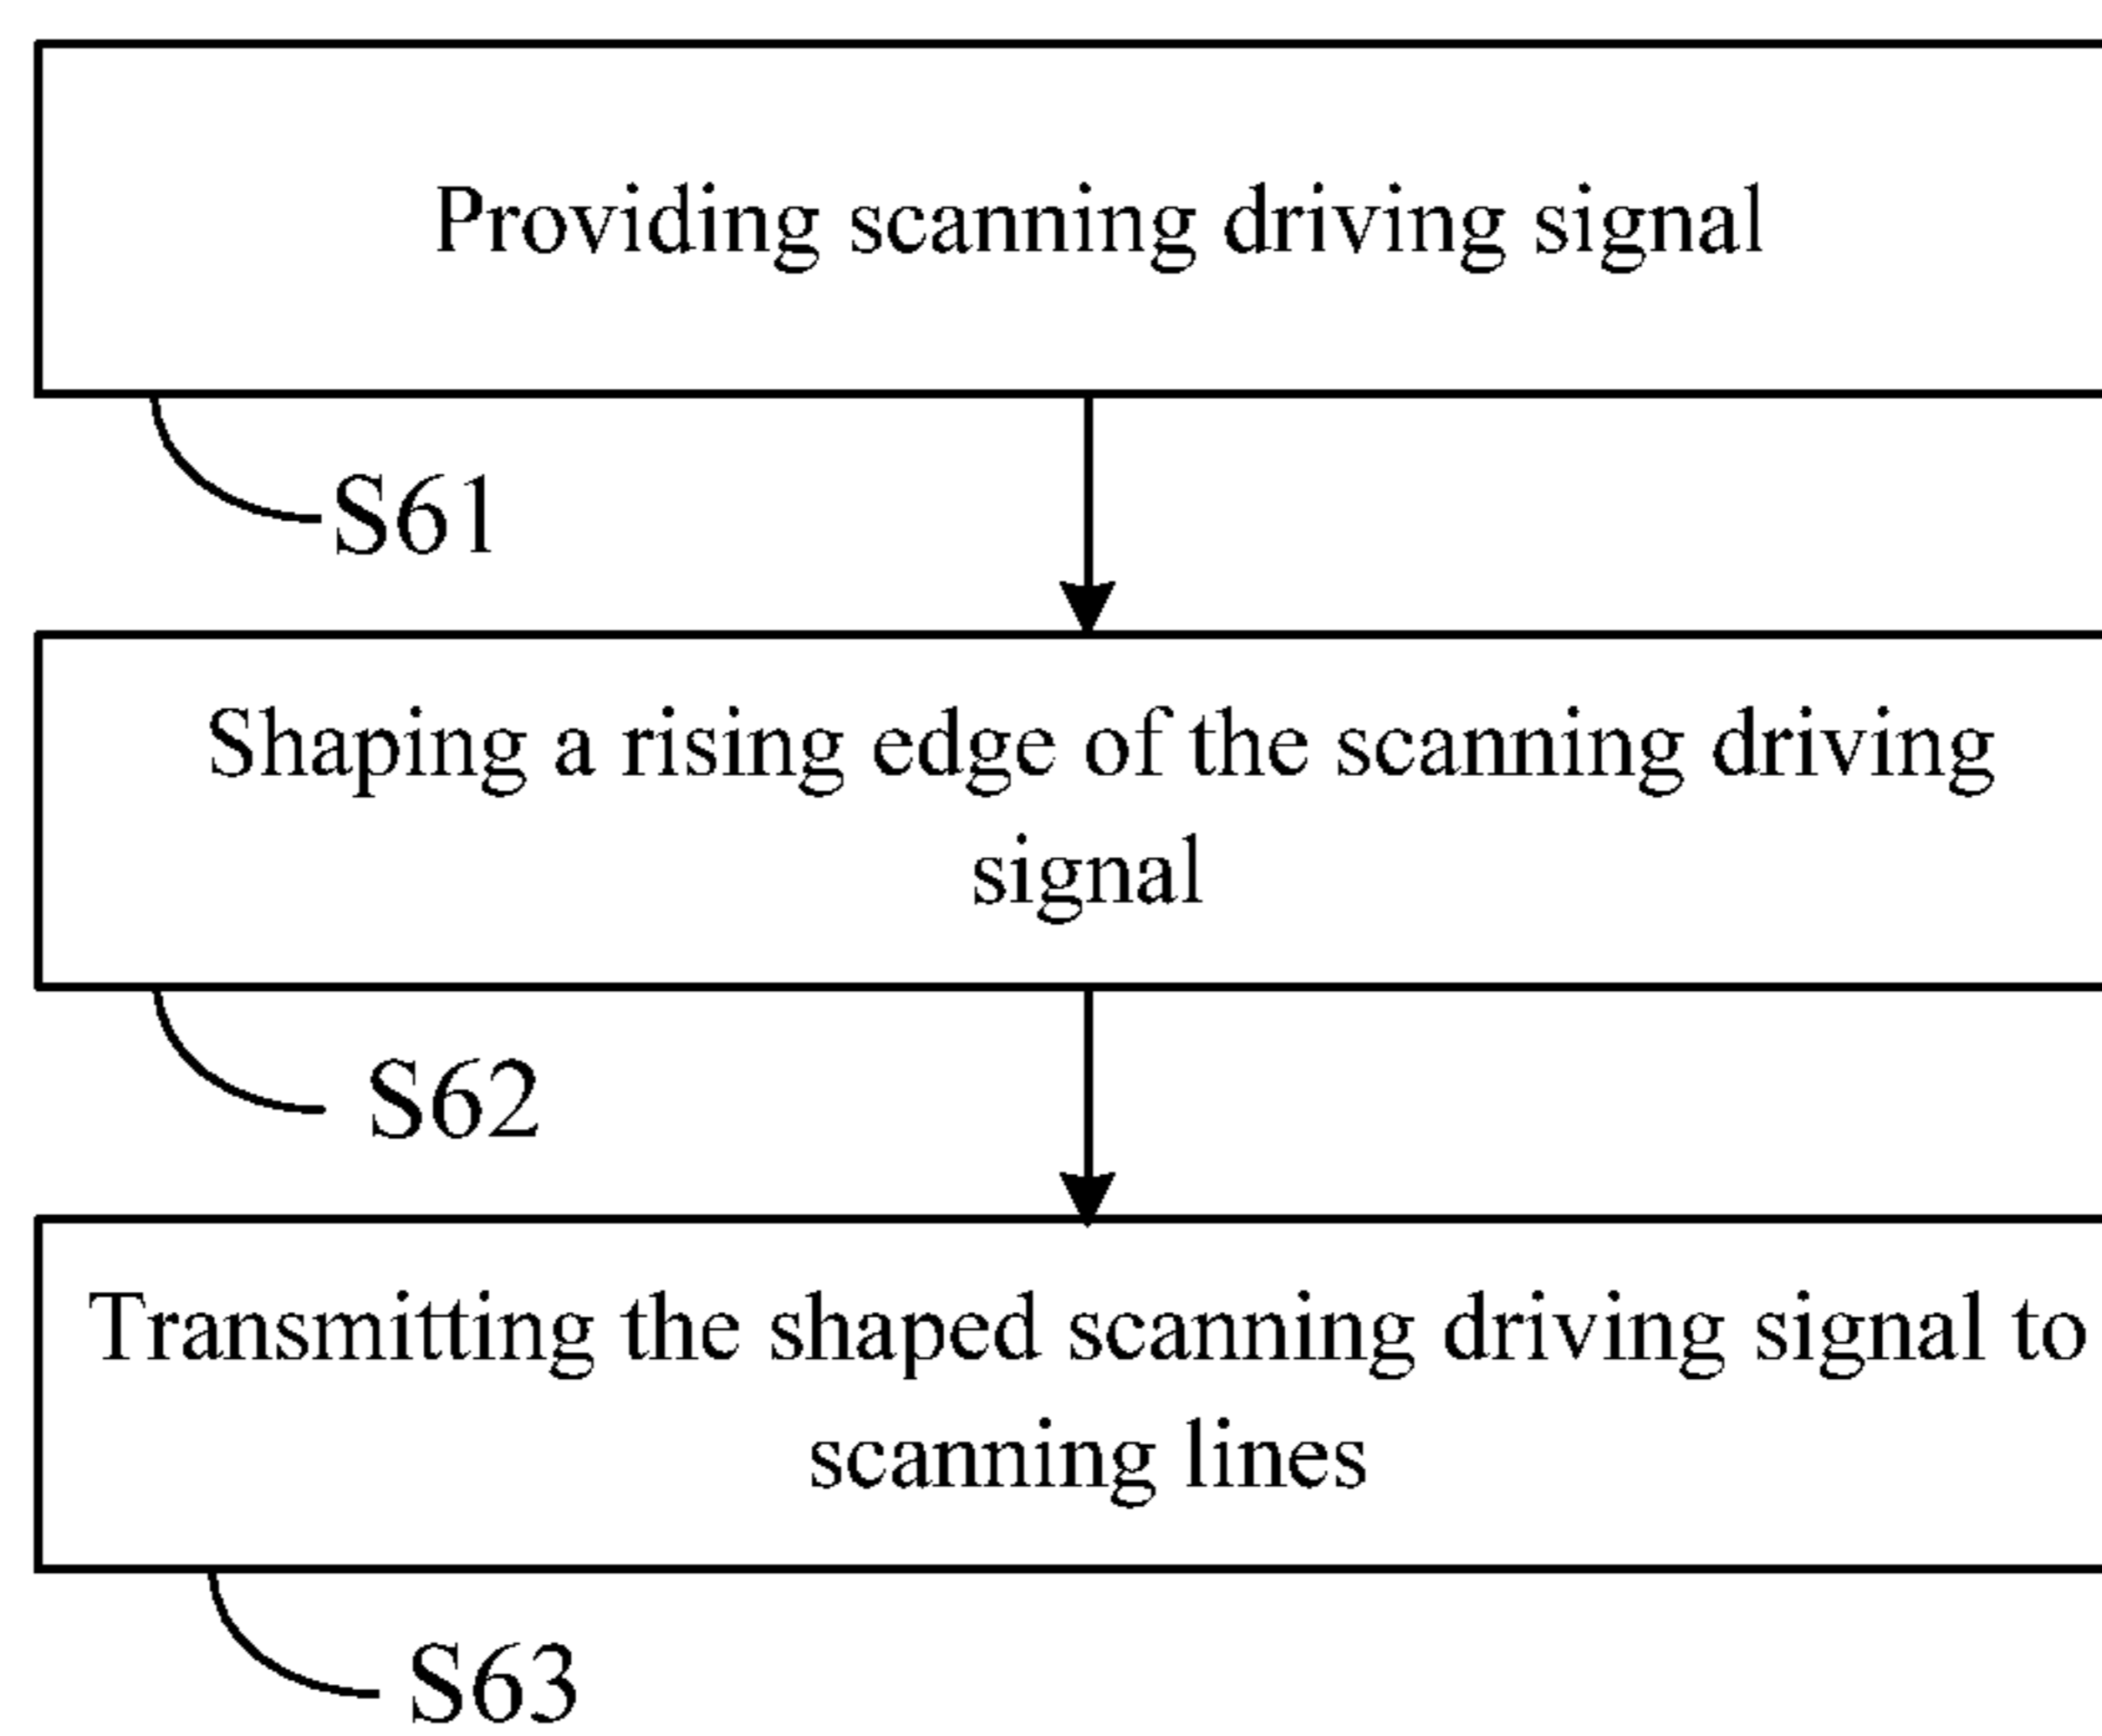 Providing scanning driving signal
S61
Shaping a rising edge of the scanning driving
signal
S62
Transmitting the shaped scanning driving signal to
scanning lines
S63